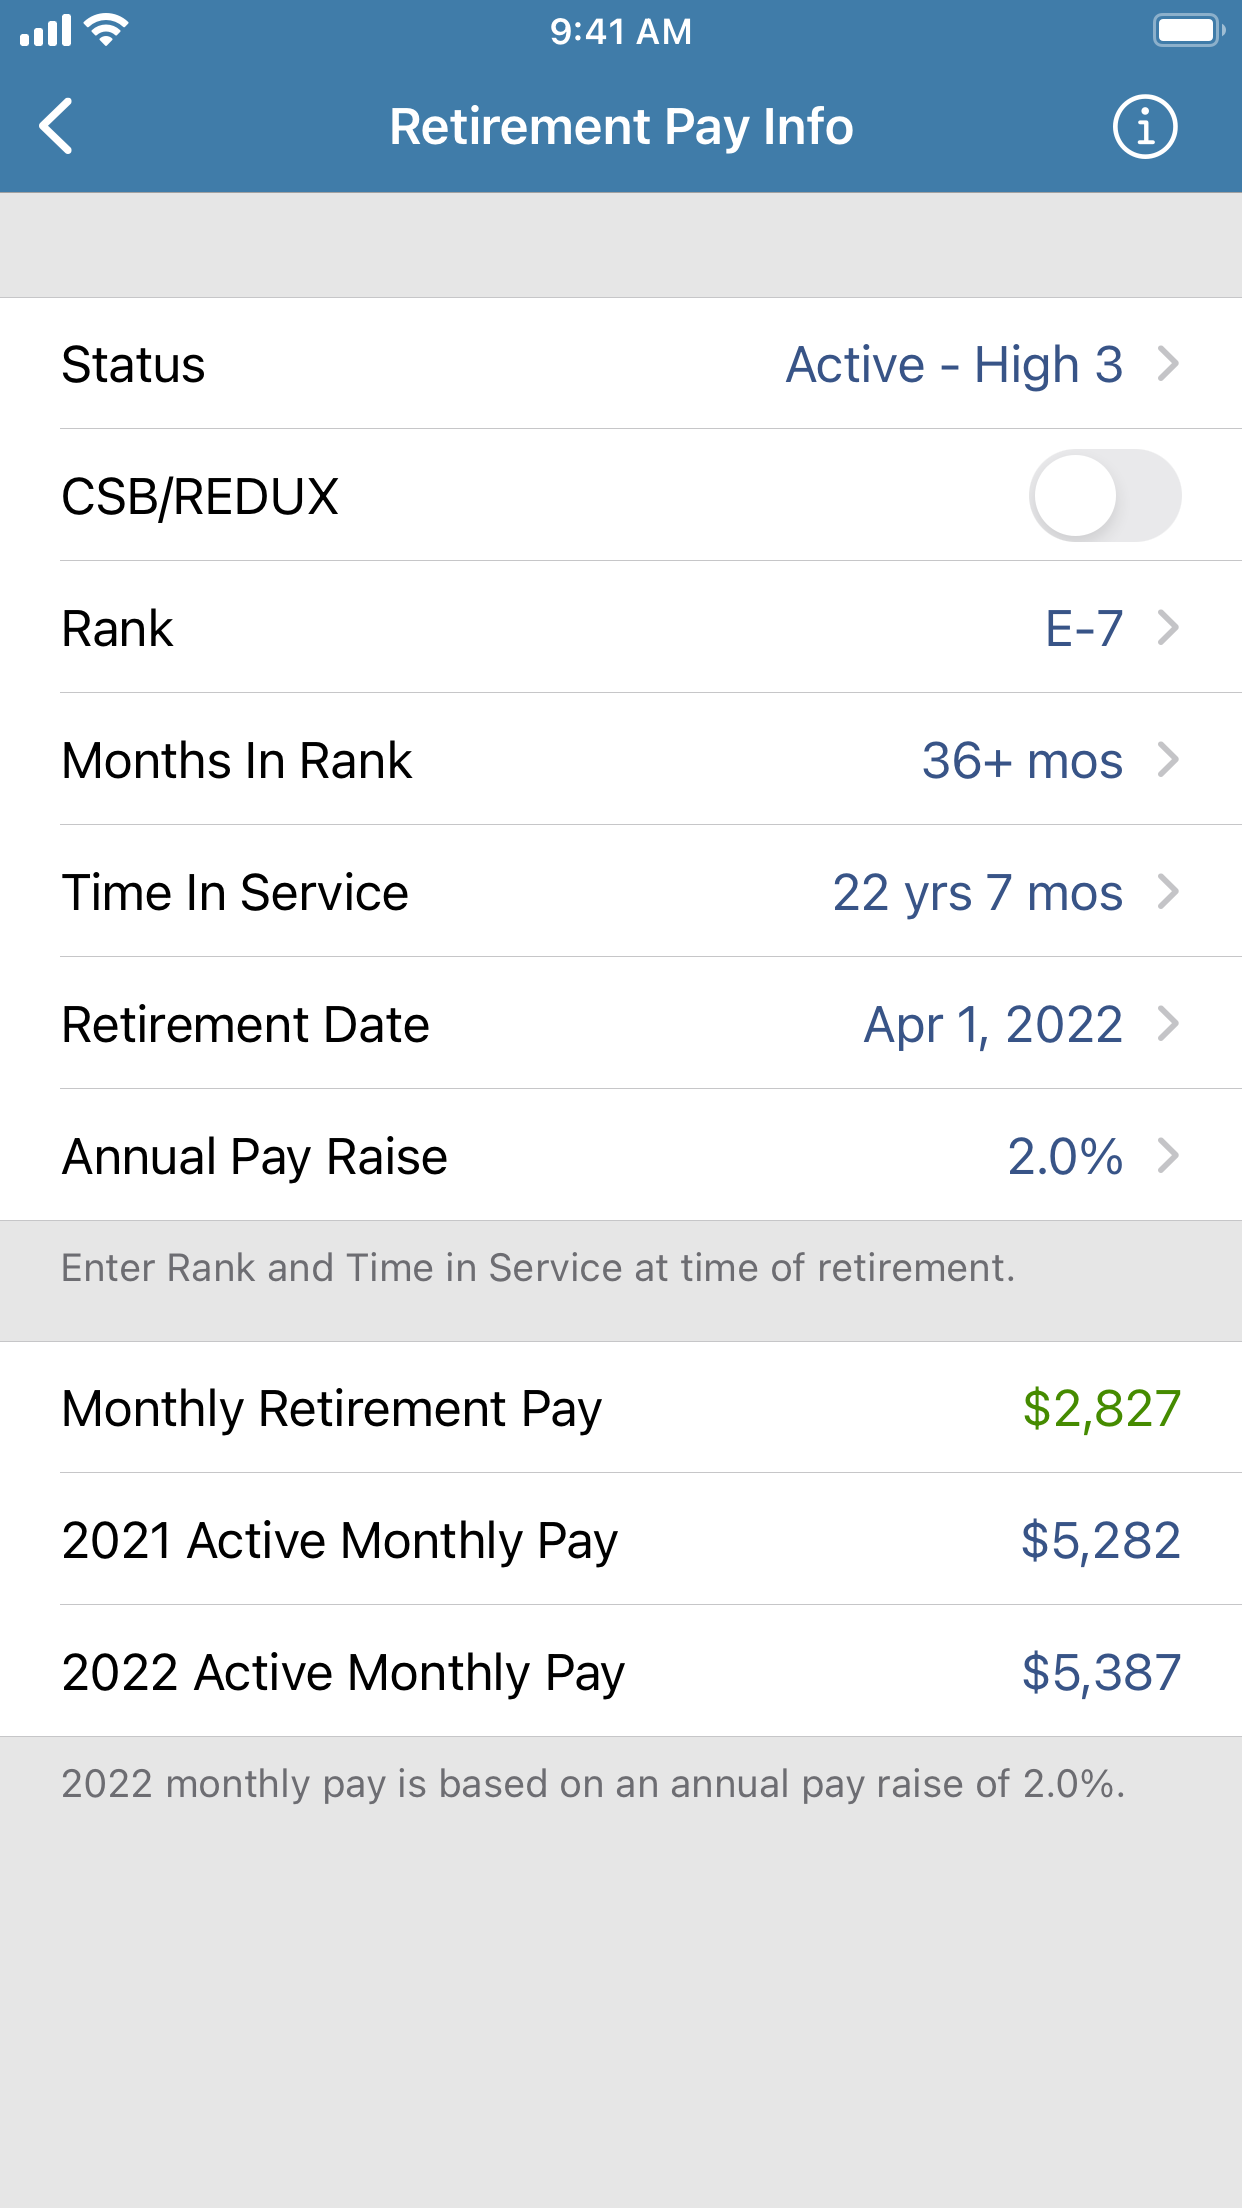 9:41 AM
Retirement Pay Info
Status Active - High 3
CSB/REDUX
Rank E-7
Months In Rank 36+ mos
Time In Service 22 yrs 7 mos
Retirement Date Apr 1, 2022
Annual Pay Raise 2.0%
Enter Rank and Time in Service at time of retirement.
Monthly Retirement Pay $2,827
2021 Active Monthly Pay $5,282
2022 Active Monthly Pay $5,387
2022 monthly pay is based on an annual pay raise of 2.0%.